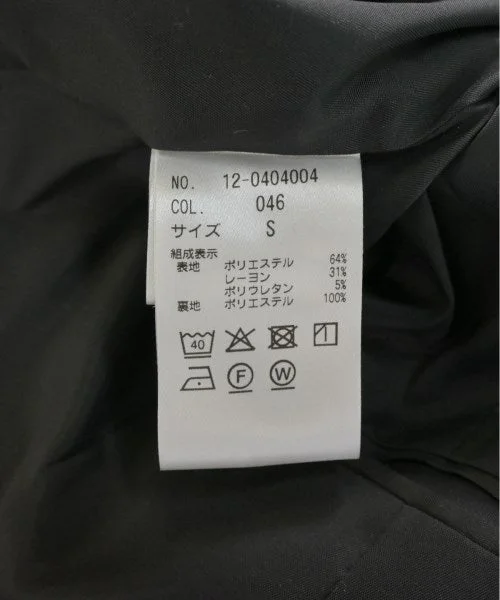 NO. 12-0404004
COL. 046
サイズ S
組成表示
表地 ポリエステル 64%
レーヨン 31%
ポリウレタン 5%
裏地 ポリエステル 100%
40
F W